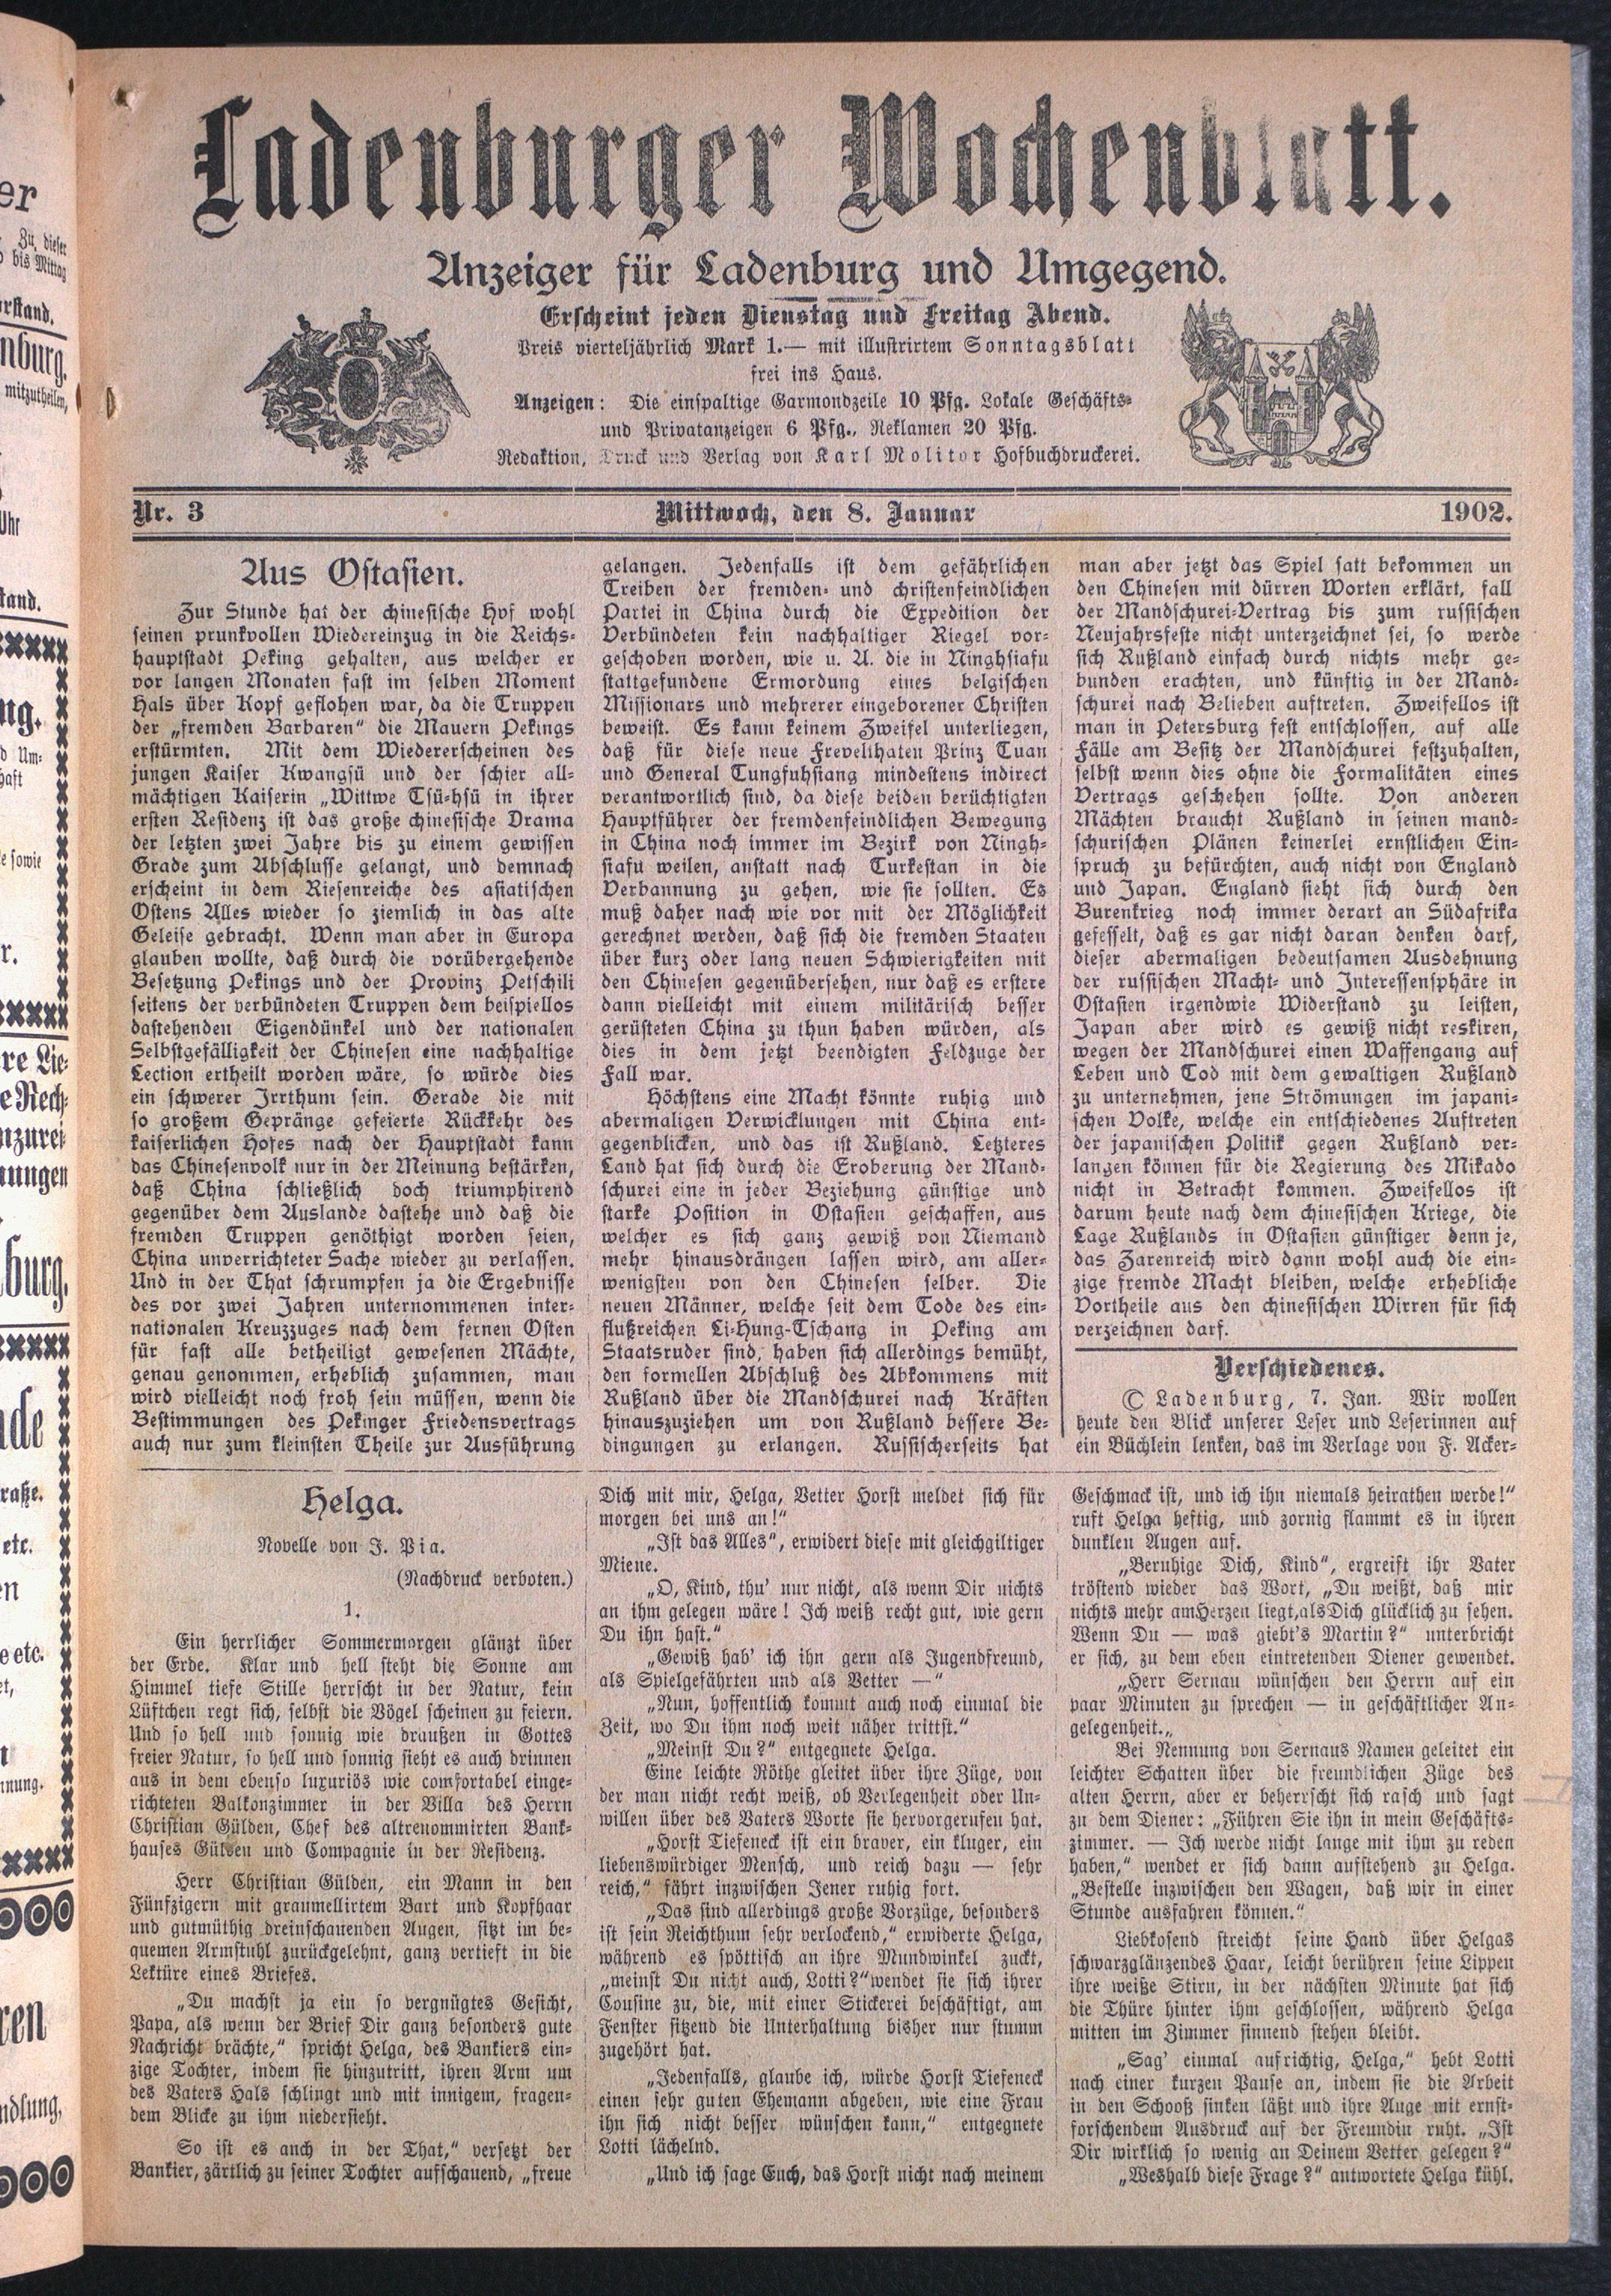 Ladenburger Wochenblatt.
Anzeiger für Ladenburg und Umgegend.
Erscheint jeden Dienstag und Freitag Abend.
Preis vierteljährlich Mark 1.— mit illustrirtem Sonntagsblatt
frei ins Haus.
Anzeigen: Die einspaltige Garmondzeile 10 Pfg. Lokale Geschäfts-
und Privatanzeigen 6 Pfg., Reklamen 20 Pfg.
Redaktion, Druck und Verlag von Karl Molitor Hofbuchdruckerei.
Nr. 3
Mittwoch, den 8. Januar
1902.
Aus Ostasien.
Zur Stunde hat der chinesische Hof wohl
seinen prunkvollen Wiedereinzug in die Reichs-
hauptstadt Peking gehalten, aus welcher er
vor langen Monaten fast im selben Moment
Hals über Kopf geflohen war, da die Truppen
der „fremden Barbaren“ die Mauern Pekings
erstürmten. Mit dem Wiedererscheinen des
jungen Kaiser Kwangsü und der schier all-
mächtigen Kaiserin „Wittwe Tsü-hsü in ihrer
ersten Residenz ist das große chinesische Drama
der letzten zwei Jahre bis zu einem gewissen
Grade zum Abschlusse gelangt, und demnach
erscheint in dem Riesenreiche des asiatischen
Ostens Alles wieder so ziemlich in das alte
Geleise gebracht. Wenn man aber in Europa
glauben wollte, daß durch die vorübergehende
Besetzung Pekings und der Provinz Petschili
seitens der verbündeten Truppen dem beispiellos
dastehenden Eigendünkel und der nationalen
Selbstgefälligkeit der Chinesen eine nachhaltige
Lection ertheilt worden wäre, so würde dies
ein schwerer Irrthum sein. Gerade die mit
so großem Gepränge gefeierte Rückkehr des
kaiserlichen Hofes nach der Hauptstadt kann
das Chinesenvolk nur in der Meinung bestärken,
daß China schließlich doch triumphirend
gegenüber dem Auslande dastehe und daß die
fremden Truppen genöthigt worden seien,
China unverrichteter Sache wieder zu verlassen.
Und in der That schrumpfen ja die Ergebnisse
des vor zwei Jahren unternommenen inter-
nationalen Kreuzzuges nach dem fernen Osten
für fast alle betheiligt gewesenen Mächte,
genau genommen, erheblich zusammen, man
wird vielleicht noch froh sein müssen, wenn die
Bestimmungen des Pekinger Friedensvertrags
auch nur zum kleinsten Theile zur Ausführung
gelangen. Jedenfalls ist dem gefährlichen
Treiben der fremden- und christenfeindlichen
Partei in China durch die Expedition der
Verbündeten kein nachhaltiger Riegel vor-
geschoben worden, wie u. A. die in Ninghsiafu
stattgefundene Ermordung eines belgischen
Missionars und mehrerer eingeborener Christen
beweist. Es kann keinem Zweifel unterliegen,
daß für diese neue Frevelthaten Prinz Tuan
und General Tungfuhsiang mindestens indirect
verantwortlich sind, da diese beiden berüchtigten
Hauptführer der fremdenfeindlichen Bewegung
in China noch immer im Bezirk von Ningh-
siafu weilen, anstatt nach Turkestan in die
Verbannung zu gehen, wie sie sollten. Es
muß daher nach wie vor mit der Möglichkeit
gerechnet werden, daß sich die fremden Staaten
über kurz oder lang neuen Schwierigkeiten mit
den Chinesen gegenübersehen, nur daß es erstere
dann vielleicht mit einem militärisch besser
gerüsteten China zu thun haben würden, als
dies in dem jetzt beendigten Feldzuge der
Fall war.
Höchstens eine Macht könnte ruhig und
abermaligen Verwicklungen mit China ent-
gegenblicken, und das ist Rußland. Letzteres
Land hat sich durch die Eroberung der Mand-
schurei eine in jeder Beziehung günstige und
starke Position in Ostasien geschaffen, aus
welcher es sich ganz gewiß von Niemand
mehr hinausdrängen lassen wird, am aller-
wenigsten von den Chinesen selber. Die
neuen Männer, welche seit dem Tode des ein-
flußreichen Li-Hung-Tschang in Peking am
Staatsruder sind, haben sich allerdings bemüht,
den formellen Abschluß des Abkommens mit
Rußland über die Mandschurei nach Kräften
hinauszuziehen um von Rußland bessere Be-
dingungen zu erlangen. Russischerseits hat
man aber jetzt das Spiel satt bekommen un
den Chinesen mit dürren Worten erklärt, fall
der Mandschurei-Vertrag bis zum russischen
Neujahrsfeste nicht unterzeichnet sei, so werde
sich Rußland einfach durch nichts mehr ge-
bunden erachten, und künftig in der Mand-
schurei nach Belieben auftreten. Zweifellos ist
man in Petersburg fest entschlossen, auf alle
Fälle am Besitz der Mandschurei festzuhalten,
selbst wenn dies ohne die Formalitäten eines
Vertrags geschehen sollte. Von anderen
Mächten braucht Rußland in seinen mand-
schurischen Plänen keinerlei ernstlichen Ein-
spruch zu befürchten, auch nicht von England
und Japan. England sieht sich durch den
Burenkrieg noch immer derart an Südafrika
gefesselt, daß es gar nicht daran denken darf,
dieser abermaligen bedeutsamen Ausdehnung
der russischen Macht- und Interessensphäre in
Ostasien irgendwie Widerstand zu leisten,
Japan aber wird es gewiß nicht reskiren,
wegen der Mandschurei einen Waffengang auf
Leben und Tod mit dem gewaltigen Rußland
zu unternehmen, jene Strömungen im japani-
schen Volke, welche ein entschiedenes Auftreten
der japanischen Politik gegen Rußland ver-
langen können für die Regierung des Mikado
nicht in Betracht kommen. Zweifellos ist
darum heute nach dem chinesischen Kriege, die
Lage Rußlands in Ostasien günstiger denn je,
das Zarenreich wird dann wohl auch die ein-
zige fremde Macht bleiben, welche erhebliche
Vortheile aus den chinesischen Wirren für sich
verzeichnen darf.
Verschiedenes.
© Ladenburg, 7. Jan. Wir wollen
heute den Blick unserer Leser und Leserinnen auf
ein Büchlein lenken, das im Verlage von F. Acker-
Helga.
Novelle von J. Pia.
(Nachdruck verboten.)
1.
Ein herrlicher Sommermorgen glänzt über
der Erde. Klar und hell steht die Sonne am
Himmel tiefe Stille herrscht in der Natur, kein
Lüftchen regt sich, selbst die Vögel scheinen zu feiern.
Und so hell und sonnig wie draußen in Gottes
freier Natur, so hell und sonnig sieht es auch drinnen
aus in dem ebenso luxuriös wie comfortabel einge-
richteten Balkonzimmer in der Villa des Herrn
Christian Gülden, Chef des altrenommirten Bank-
hauses Gülden und Compagnie in der Residenz.
Herr Christian Gülden, ein Mann in den
Fünfzigern mit graumellirtem Bart und Kopfhaar
und gutmüthig dreinschauenden Augen, sitzt im be-
quemen Armstuhl zurückgelehnt, ganz vertieft in die
Lektüre eines Briefes.
„Du machst ja ein so vergnügtes Gesicht,
Papa, als wenn der Brief Dir ganz besonders gute
Nachricht brächte,“ spricht Helga, des Bankiers ein-
zige Tochter, indem sie hinzutritt, ihren Arm um
des Vaters Hals schlingt und mit innigem, fragen-
dem Blicke zu ihm niedersieht.
So ist es auch in der That,“ versetzt der
Bankier, zärtlich zu seiner Tochter aufschauend, „freue
Dich mit mir, Helga, Vetter Horst meldet sich für
morgen bei uns an!“
„Ist das Alles“, erwidert diese mit gleichgiltiger
Miene.
„O, Kind, thu’ nur nicht, als wenn Dir nichts
an ihm gelegen wäre! Ich weiß recht gut, wie gern
Du ihn hast.“
„Gewiß hab’ ich ihn gern als Jugendfreund,
als Spielgefährten und als Vetter —“
„Nun, hoffentlich kommt auch noch einmal die
Zeit, wo Du ihm noch weit näher trittst.“
„Meinst Du?“ entgegnete Helga.
Eine leichte Röthe gleitet über ihre Züge, von
der man nicht recht weiß, ob Verlegenheit oder Un-
willen über des Vaters Worte sie hervorgerufen hat.
„Horst Tiefeneck ist ein braver, ein kluger, ein
liebenswürdiger Mensch, und reich dazu — sehr
reich,“ fährt inzwischen Jener ruhig fort.
„Das sind allerdings große Vorzüge, besonders
ist sein Reichthum sehr verlockend,“ erwiderte Helga,
während es spöttisch an ihre Mundwinkel zuckt,
„meinst Du nicht auch, Lotti?“wendet sie sich ihrer
Cousine zu, die, mit einer Stickerei beschäftigt, am
Fenster sitzend die Unterhaltung bisher nur stumm
zugehört hat.
„Jedenfalls, glaube ich, würde Horst Tiefeneck
einen sehr guten Ehemann abgeben, wie eine Frau
ihn sich nicht besser wünschen kann,“ entgegnete
Lotti lächelnd.
„Und ich sage Euch, das Horst nicht nach meinem
Geschmack ist, und ich ihn niemals heirathen werde!“
ruft Helga heftig, und zornig flammt es in ihren
dunklen Augen auf.
„Beruhige Dich, Kind“, ergreift ihr Vater
tröstend wieder das Wort, „Du weißt, daß mir
nichts mehr am Herzen liegt, als Dich glücklich zu sehen.
Wenn Du — was giebt’s Martin?“ unterbricht
er sich, zu dem eben eintretenden Diener gewendet.
„Herr Sernau wünschen den Herrn auf ein
paar Minuten zu sprechen — in geschäftlicher An-
gelegenheit.„
Bei Nennung von Sernaus Namen geleitet ein
leichter Schatten über die freundlichen Züge des
alten Herrn, aber er beherrscht sich rasch und sagt
zu dem Diener: „Führen Sie ihn in mein Geschäfts-
zimmer. — Ich werde nicht lange mit ihm zu reden
haben,“ wendet er sich dann aufstehend zu Helga.
„Bestelle inzwischen den Wagen, daß wir in einer
Stunde ausfahren können.“
Liebkosend streicht seine Hand über Helgas
schwarzglänzendes Haar, leicht berühren seine Lippen
ihre weiße Stirn, in der nächsten Minute hat sich
die Thüre hinter ihm geschlossen, während Helga
mitten im Zimmer sinnend stehen bleibt.
„Sag’ einmal aufrichtig, Helga,“ hebt Lotti
nach einer kurzen Pause an, indem sie die Arbeit
in den Schooß sinken läßt und ihre Auge mit ernst-
forschendem Ausdruck auf der Freundin ruht. „Ist
Dir wirklich so wenig an Deinem Vetter gelegen?“
„Weshalb diese Frage?“ antwortete Helga kühl.